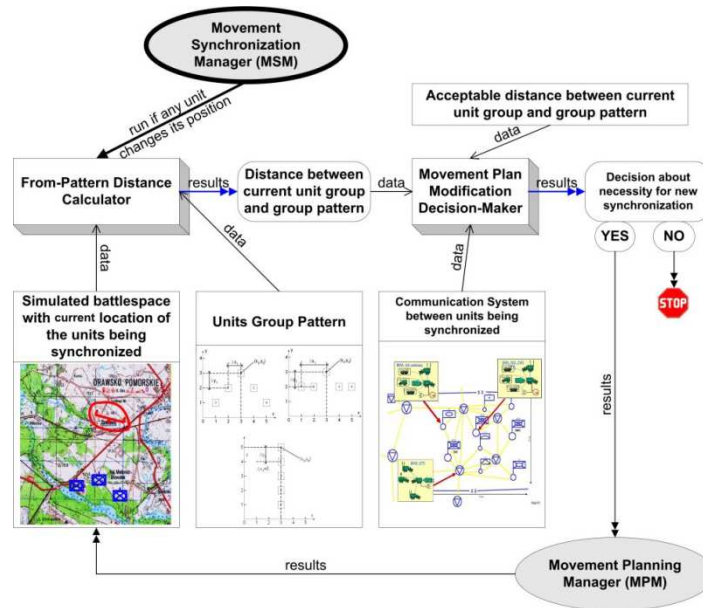 Movement
Synchronization
Manager (MSM)
run if any unit
changes its position
Acceptable distance between current
unit group and group pattern
data
From-Pattern Distance
Calculator
results
Distance between
current unit group
and group pattern
data
Movement Plan
Modification
Decision-Maker
results
Decision about
necessity for new
synchronization
YES
NO
STOP
data
data
data
Simulated battlespace
with current location of
the units being
synchronized
Units Group Pattern
Communication System
between units being
synchronized
DRAWSKO POMORSKIE
results
results
Movement Planning
Manager (MPM)